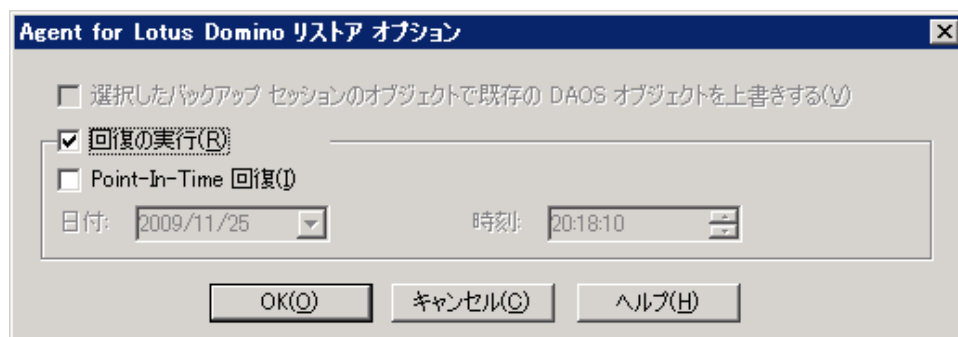 Agent for Lotus Domino リストア オプション
選択したバックアップ セッションのオブジェクトで既存の DAOS オブジェクトを上書きする(V)
回復の実行(R)
Point-In-Time 回復(I)
日付: 2009/11/25 時刻: 20:18:10
OK(O) キャンセル(C) ヘルプ(H)